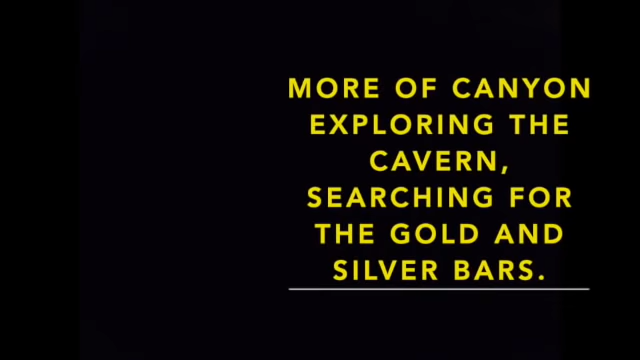 MORE OF CANYON
EXPLORING THE
CAVERN,
SEARCHING FOR
THE GOLD AND
SILVER BARS.